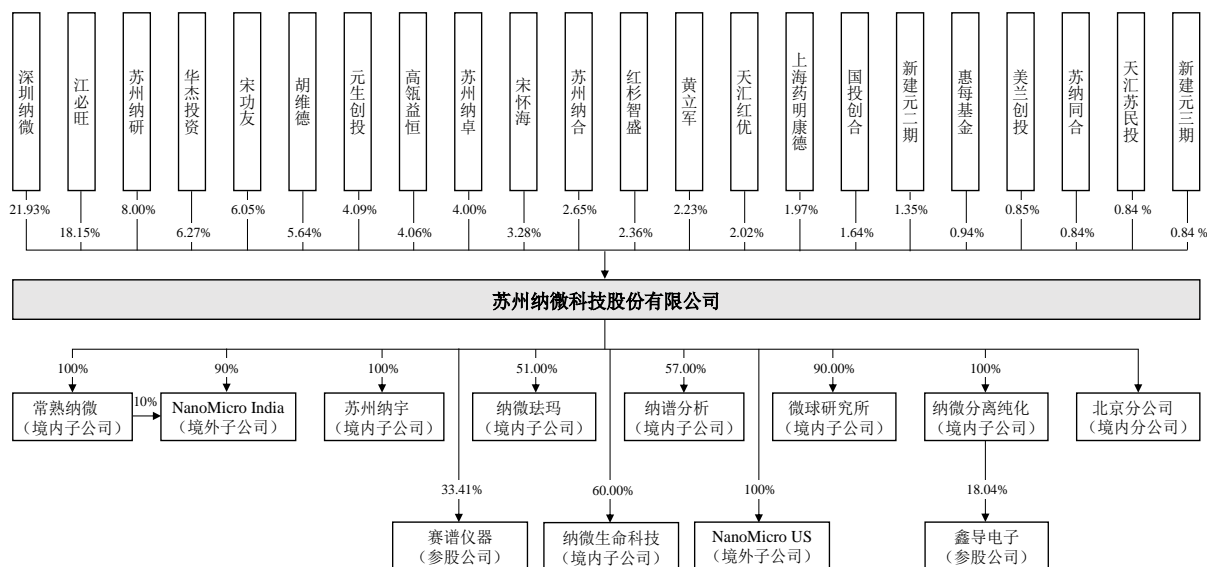 深圳纳微
江必旺
苏州纳研
华杰投资
宋功友
胡维德
元生创投
高瓴益恒
苏州纳卓
宋怀海
苏州纳合
红杉智盛
黄立军
天汇红优
上海药明康德
国投创合
新建元二期
惠每基金
美兰创投
苏纳同合
天汇苏民投
新建元三期
21.93%
8.00%
6.05%
4.09%
4.00%
2.65%
2.23%
1.97%
1.35%
0.85%
0.84 %
18.15%
6.27%
5.64%
4.06%
3.28%
2.36%
2.02%
1.64%
0.94%
0.84%
0.84 %
苏州纳微科技股份有限公司
100%
90%
100%
51.00%
57.00%
90.00%
100%
常熟纳微
（境内子公司）
10%
NanoMicro India
（境外子公司）
苏州纳宇
（境内子公司）
纳微珐玛
（境内子公司）
纳谱分析
（境内子公司）
微球研究所
（境内子公司）
纳微分离纯化
（境内子公司）
北京分公司
（境内分公司）
33.41%
60.00%
100%
18.04%
赛谱仪器
（参股公司）
纳微生命科技
（境内子公司）
NanoMicro US
（境外子公司）
鑫导电子
（参股公司）